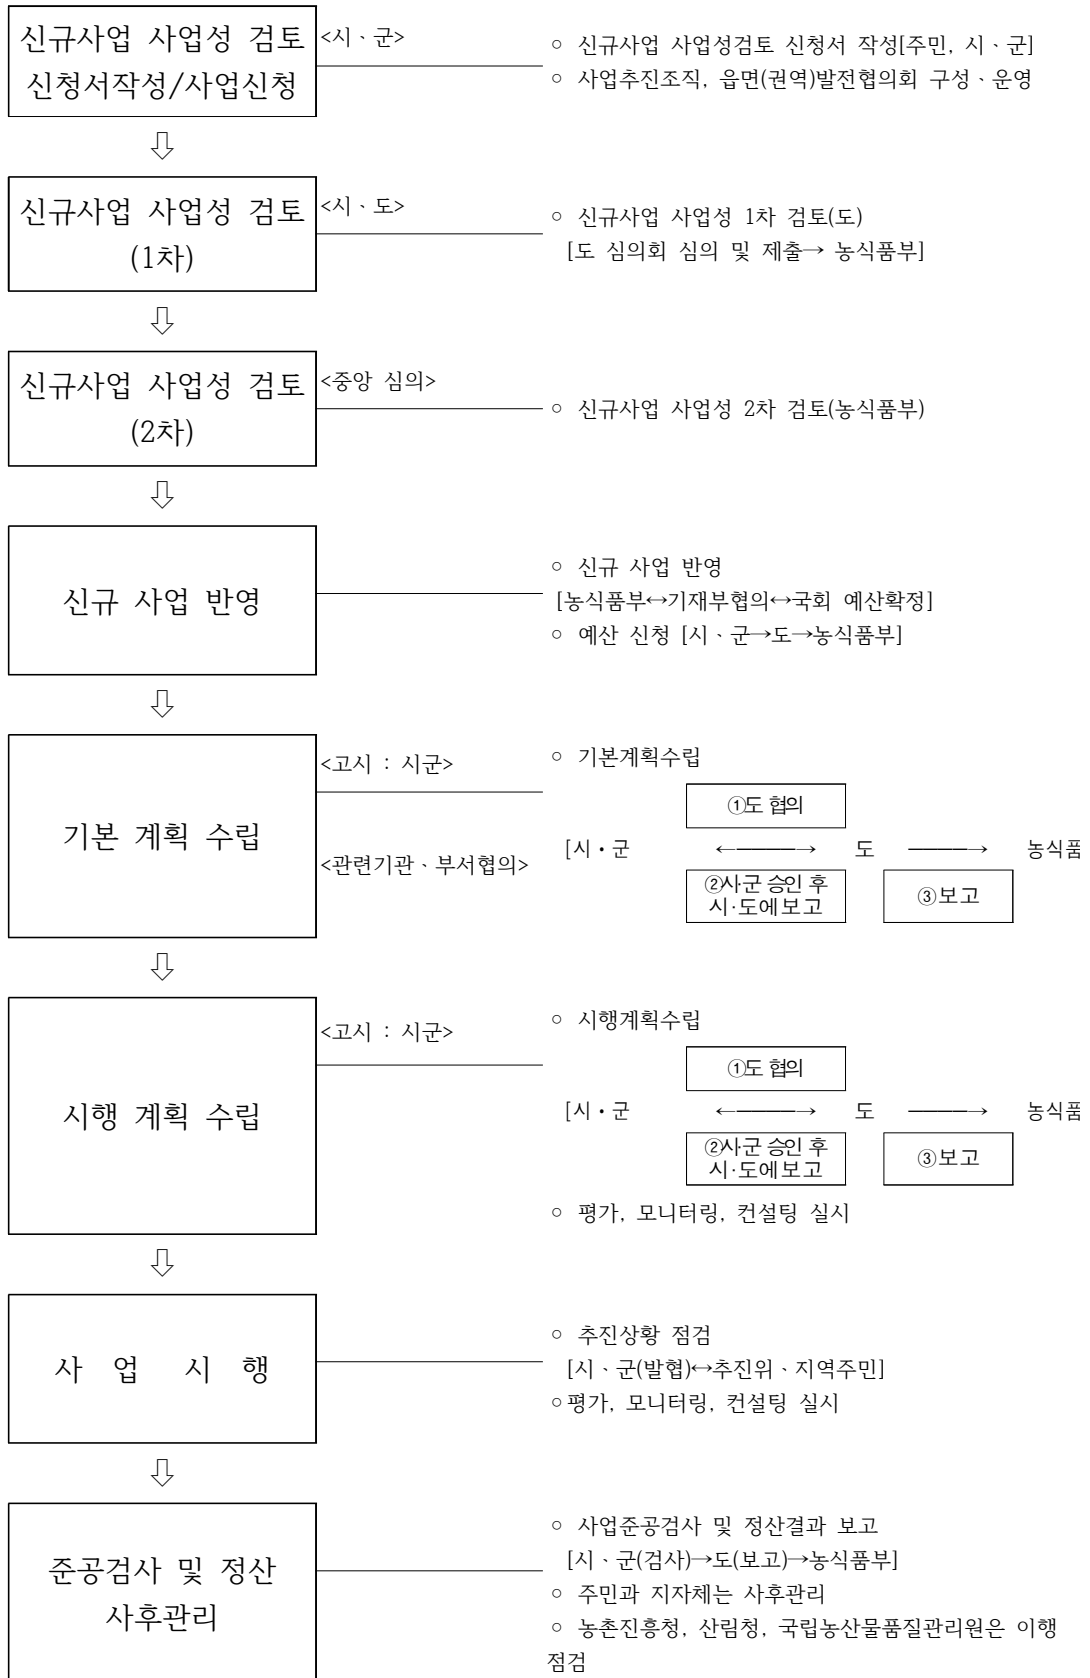 신규사업 사업성 검토
신청서작성/사업신청
<시、군>
○ 신규사업 사업성검토 신청서 작성[주민, 시、군]
○ 사업추진조직, 읍면(권역)발전협의회 구성、운영
⇩
신규사업 사업성 검토
(1차)
<시、도>
○ 신규사업 사업성 1차 검토(도)
[도 심의회 심의 및 제출→ 농식품부]
⇩
신규사업 사업성 검토
(2차)
<중앙 심의>
○ 신규사업 사업성 2차 검토(농식품부)
⇩
신규 사업 반영
○ 신규 사업 반영
[농식품부↔기재부협의↔국회 예산확정]
○ 예산 신청 [시、군→도→농식품부]
⇩
기본 계획 수립
<고시 : 시군>
<관련기관、부서협의>
○ 기본계획수립
①도 협의
[시・군 ←────→ 도 ────→ 농식품
②시·군 승인 후
시·도에보고
③보고
⇩
시행 계획 수립
<고시 : 시군>
○ 시행계획수립
①도 협의
[시・군 ←────→ 도 ────→ 농식품
②시·군 승인 후
시·도에보고
③보고
○ 평가, 모니터링, 컨설팅 실시
⇩
사 업 시 행
○ 추진상황 점검
[시、군(발협)↔추진위、지역주민]
○평가, 모니터링, 컨설팅 실시
⇩
준공검사 및 정산
사후관리
○ 사업준공검사 및 정산결과 보고
[시、군(검사)→도(보고)→농식품부]
○ 주민과 지자체는 사후관리
○ 농촌진흥청, 산림청, 국립농산물품질관리원은 이행
점검